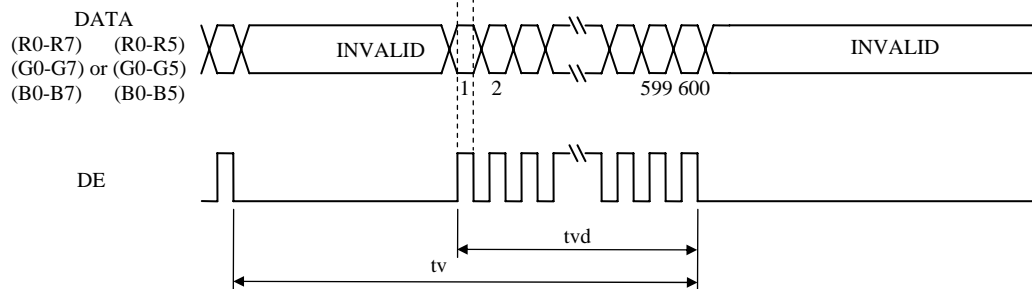 DATA
(R0-R7) (R0-R5)
(G0-G7) or (G0-G5)
(B0-B7) (B0-B5)
INVALID
INVALID
1 2 599 600
DE
tvd
tv